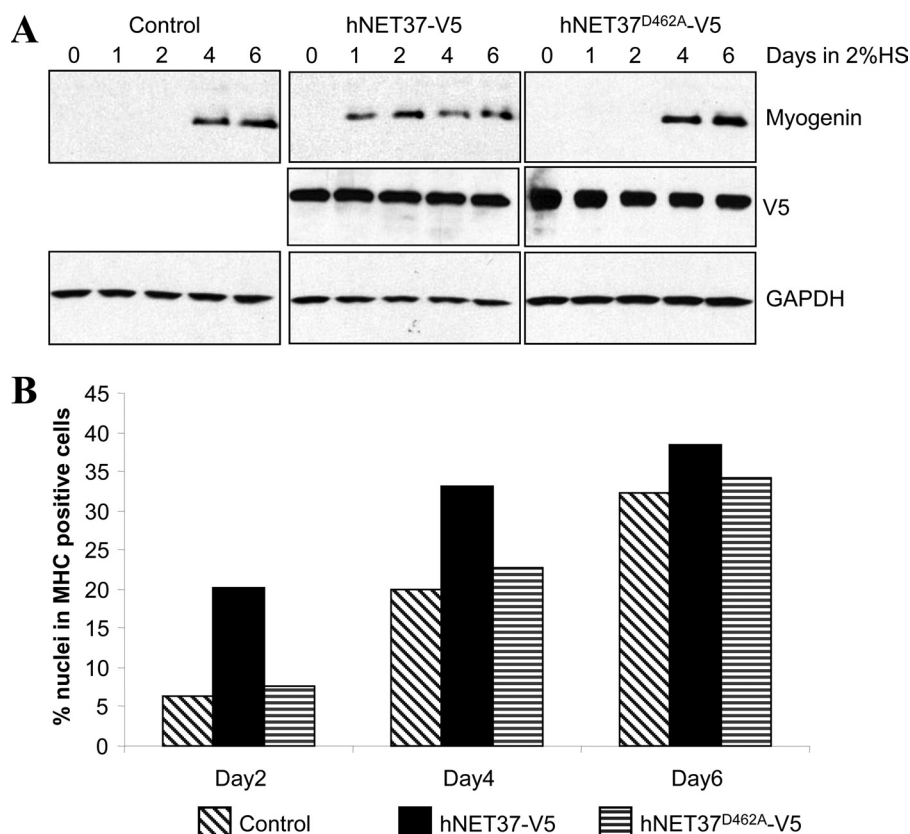 A
Control hNET37-V5 hNET37D462A-V5
0 1 2 4 6 0 1 2 4 6 0 1 2 4 6 Days in 2%HS
Myogenin
V5
GAPDH
B
% nuclei in MHC positive cells
45
40
35
30
25
20
15
10
5
0
Day2 Day4 Day6
Control hNET37-V5 hNET37D462A-V5